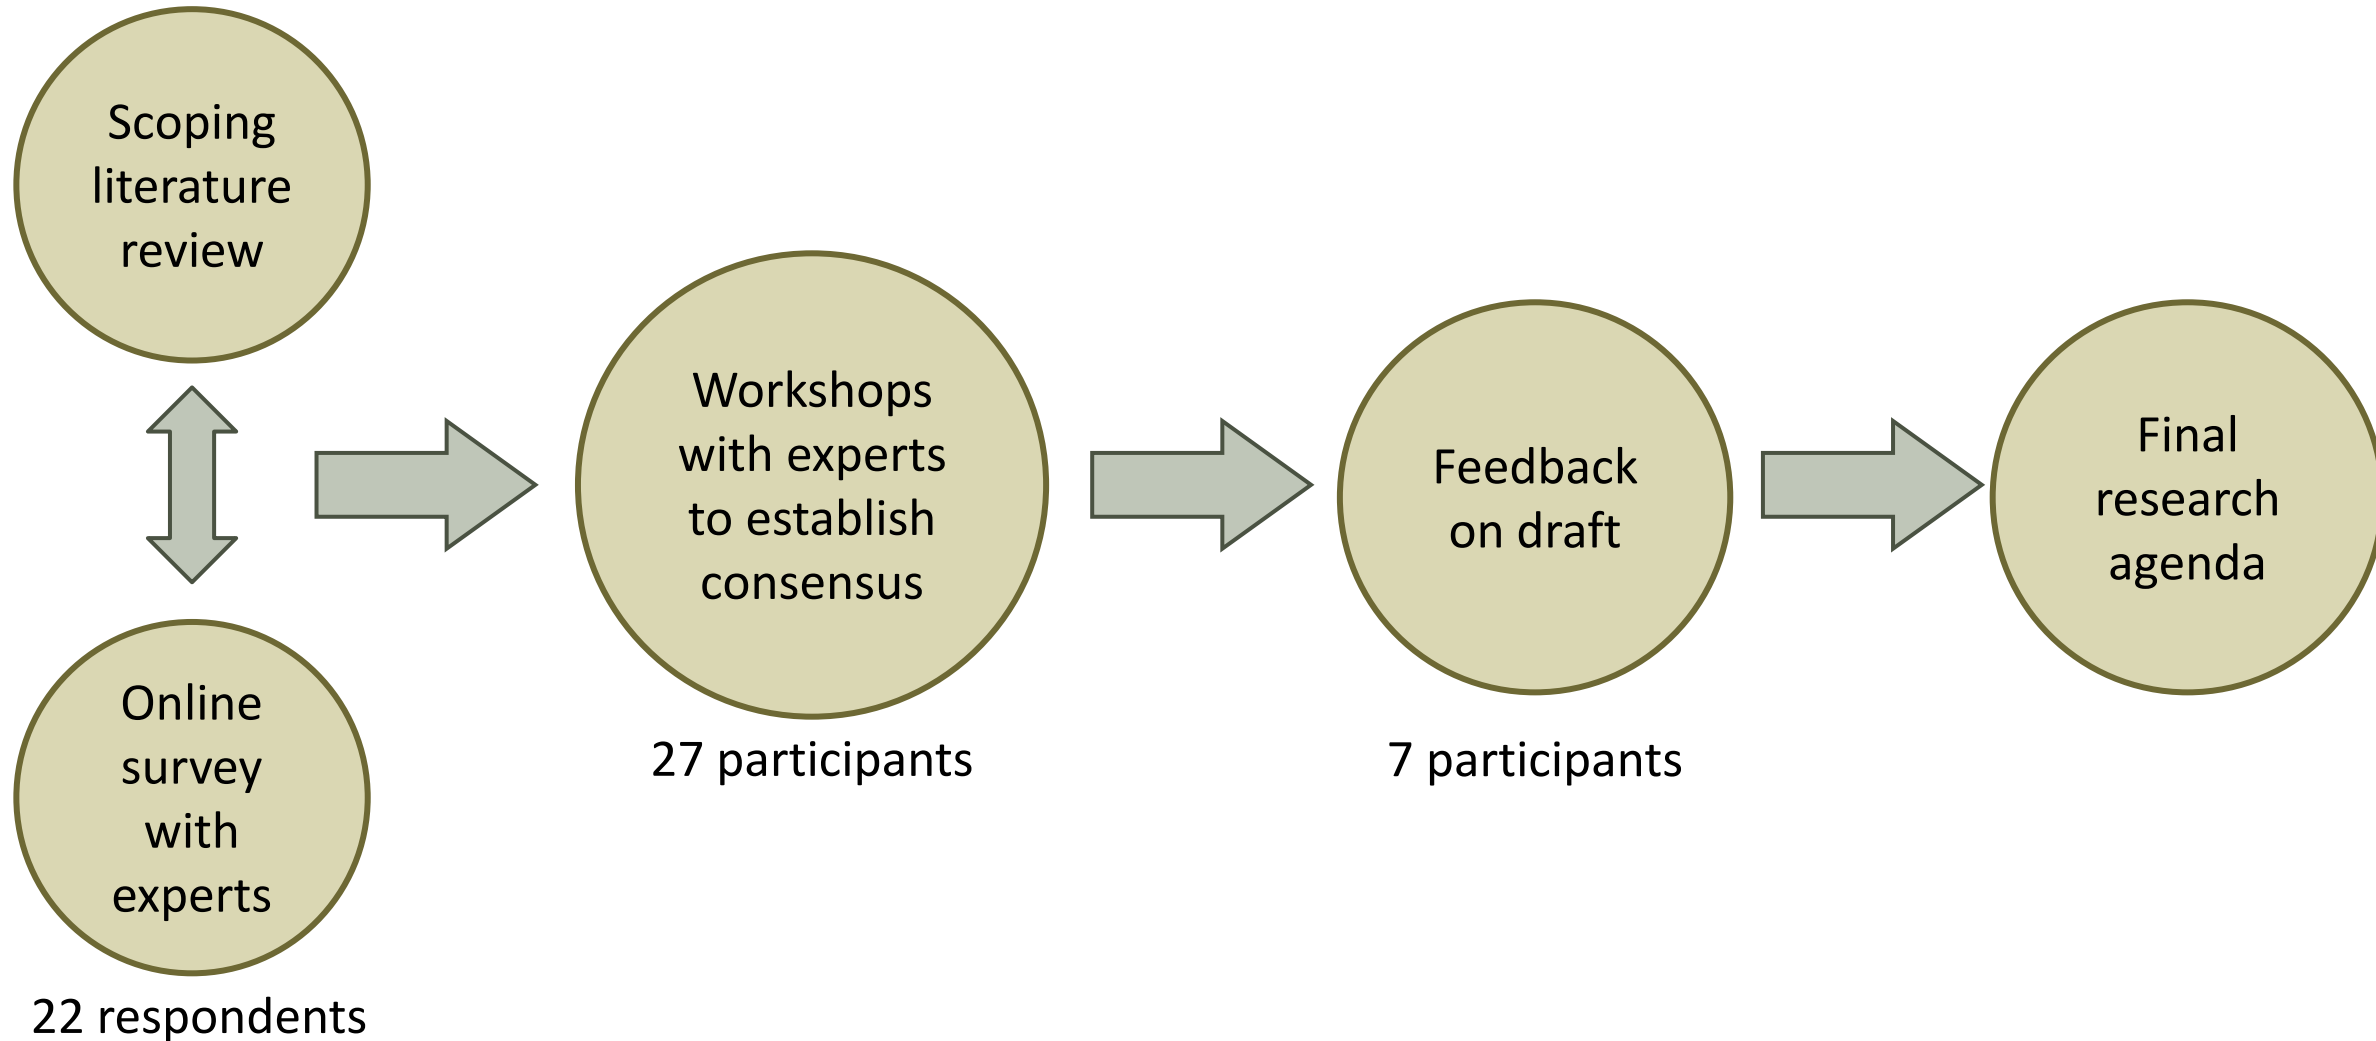 Scoping
literature
review
Online
survey
with
experts
22 respondents
Workshops
with experts
to establish
consensus
27 participants
Feedback
on draft
7 participants
Final
research
agenda